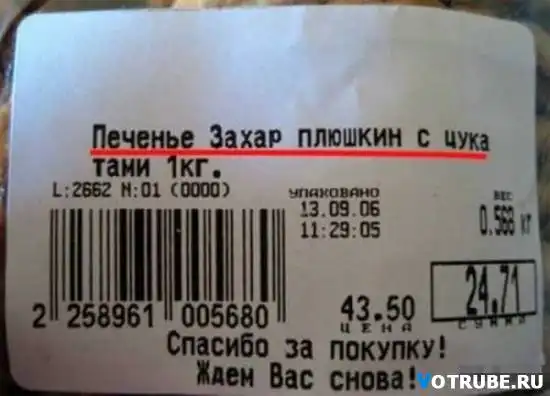 Печенье Захар плюшкин с цука
тами 1кг.
L:2662 N:01 (0000)
УПАКОВАНО
ВЕС
13.09.06
0.568 кг
11:29:05
2 258961 005680
43.50
24.71
ЦЕНА
СУММА
Спасибо за покупку!
Ждем Вас снова!
VOTRUBE.RU